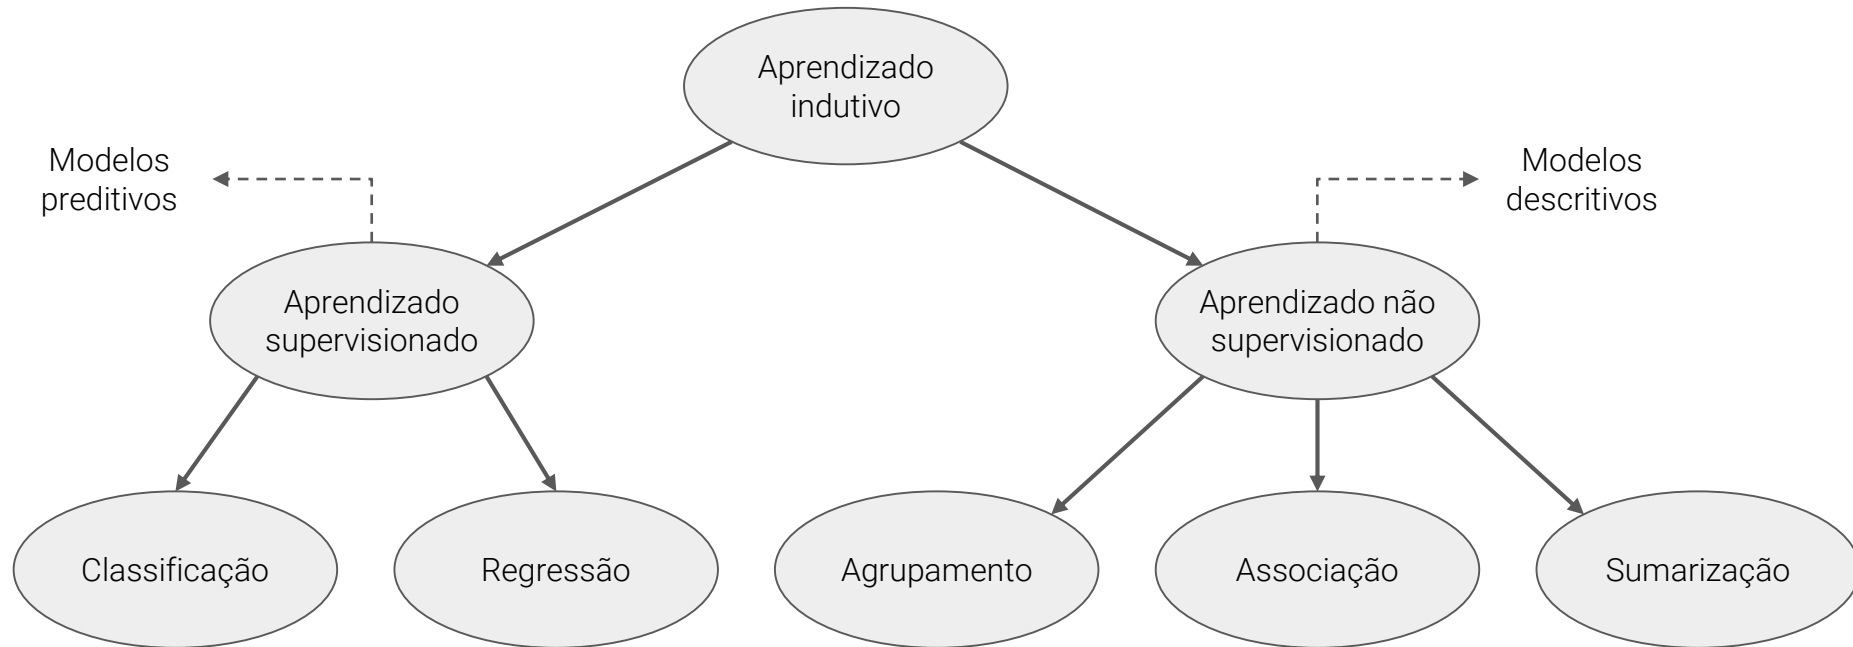 Aprendizado
indutivo
Modelos
preditivos
Modelos
descritivos
Aprendizado
supervisionado
Aprendizado não
supervisionado
Classificação
Regressão
Agrupamento
Associação
Sumarização